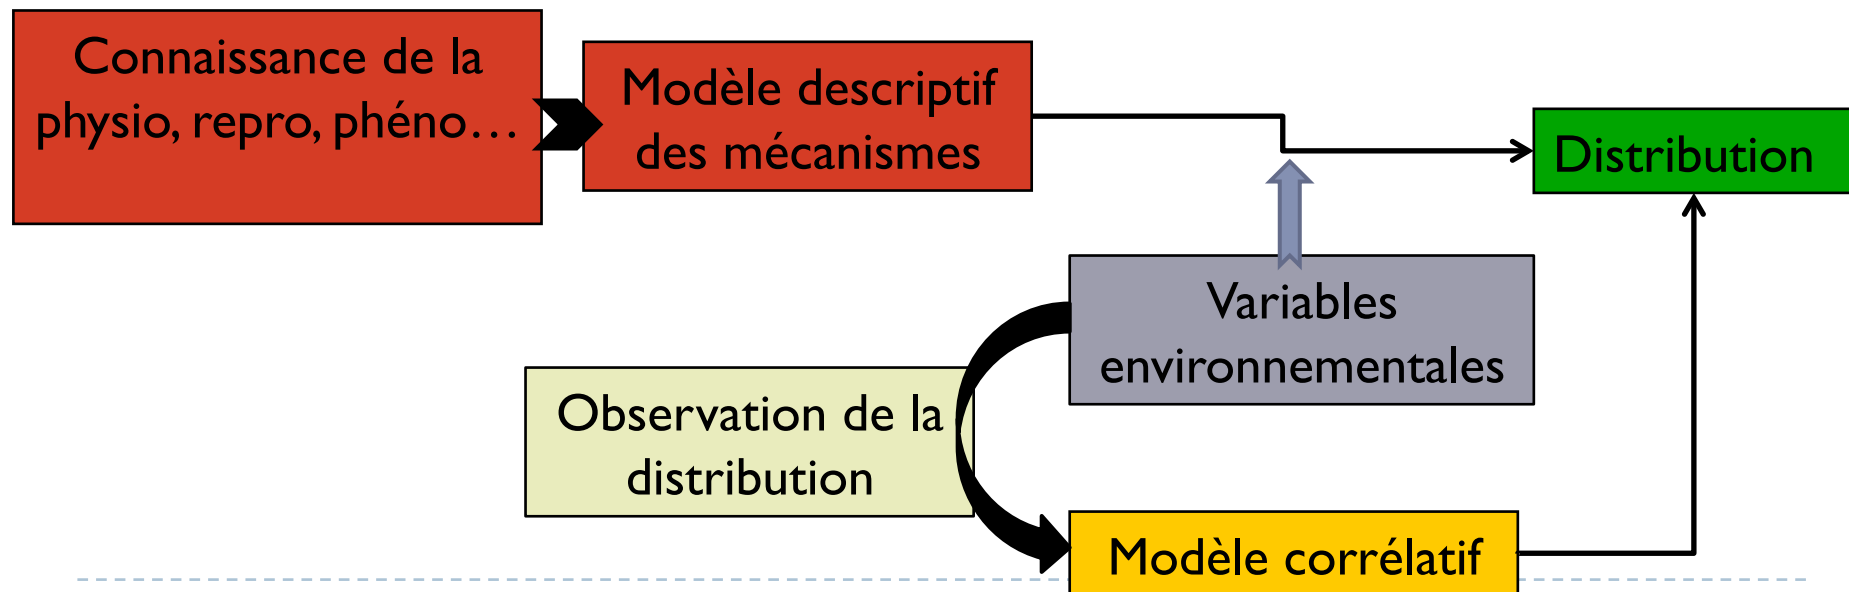 Connaissance de la
physio, repro, phéno…
Modèle descriptif
des mécanismes
Distribution
Variables
environnementales
Observation de la
distribution
Modèle corrélatif